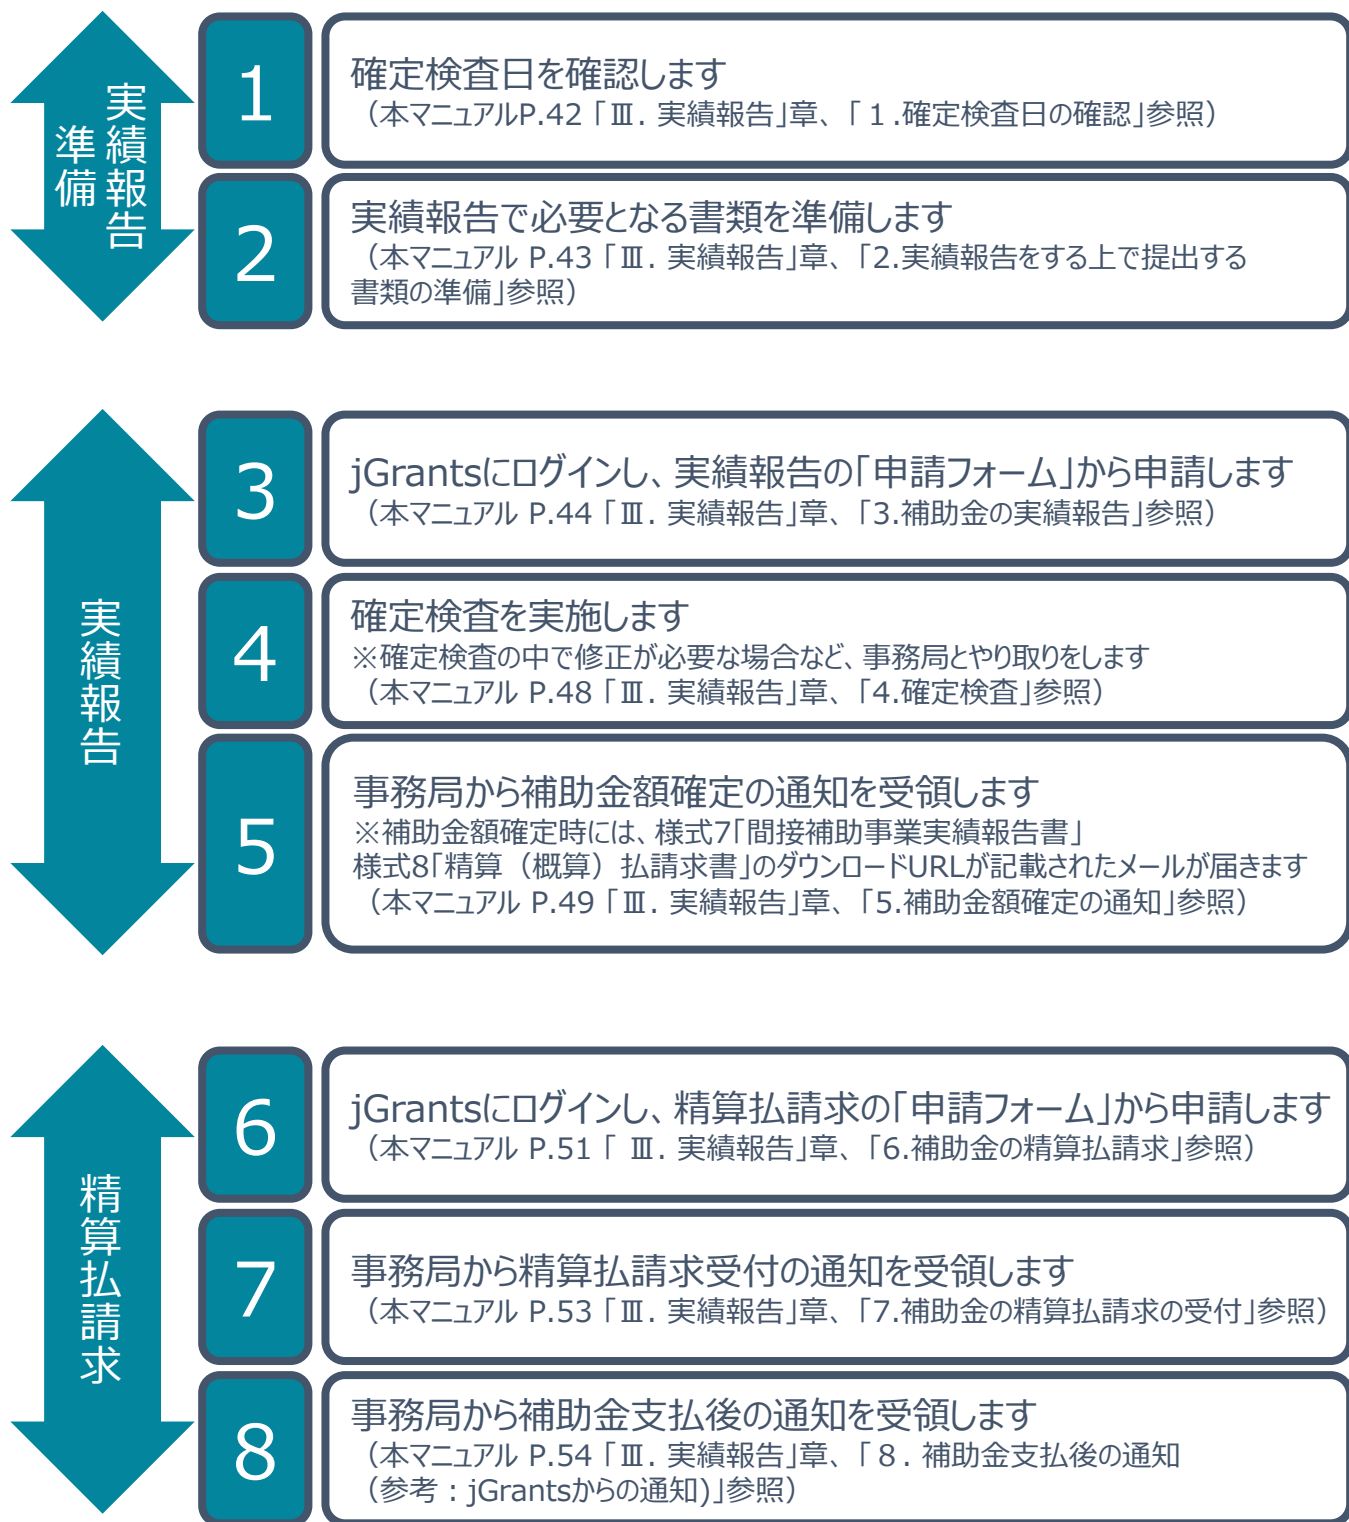 実績報告
準備
1
確定検査日を確認します
（本マニュアルP.42「Ⅲ. 実績報告」章、「１.確定検査日の確認」参照）
2
実績報告で必要となる書類を準備します
（本マニュアル P.43「Ⅲ. 実績報告」章、「2.実績報告をする上で提出する
書類の準備」参照）
実績報告
3
jGrantsにログインし、実績報告の「申請フォーム」から申請します
（本マニュアル P.44「Ⅲ. 実績報告」章、「3.補助金の実績報告」参照）
4
確定検査を実施します
※確定検査の中で修正が必要な場合など、事務局とやり取りをします
（本マニュアル P.48「Ⅲ. 実績報告」章、「4.確定検査」参照）
5
事務局から補助金額確定の通知を受領します
※補助金額確定時には、様式7「間接補助事業実績報告書」
様式8「精算（概算）払請求書」のダウンロードURLが記載されたメールが届きます
（本マニュアル P.49「Ⅲ. 実績報告」章、「5.補助金額確定の通知」参照）
精算払請求
6
jGrantsにログインし、精算払請求の「申請フォーム」から申請します
（本マニュアル P.51「 Ⅲ. 実績報告」章、「6.補助金の精算払請求」参照）
7
事務局から精算払請求受付の通知を受領します
（本マニュアル P.53「Ⅲ. 実績報告」章、「7.補助金の精算払請求の受付」参照）
8
事務局から補助金支払後の通知を受領します
（本マニュアル P.54「Ⅲ. 実績報告」章、「８. 補助金支払後の通知
（参考：jGrantsからの通知)」参照）